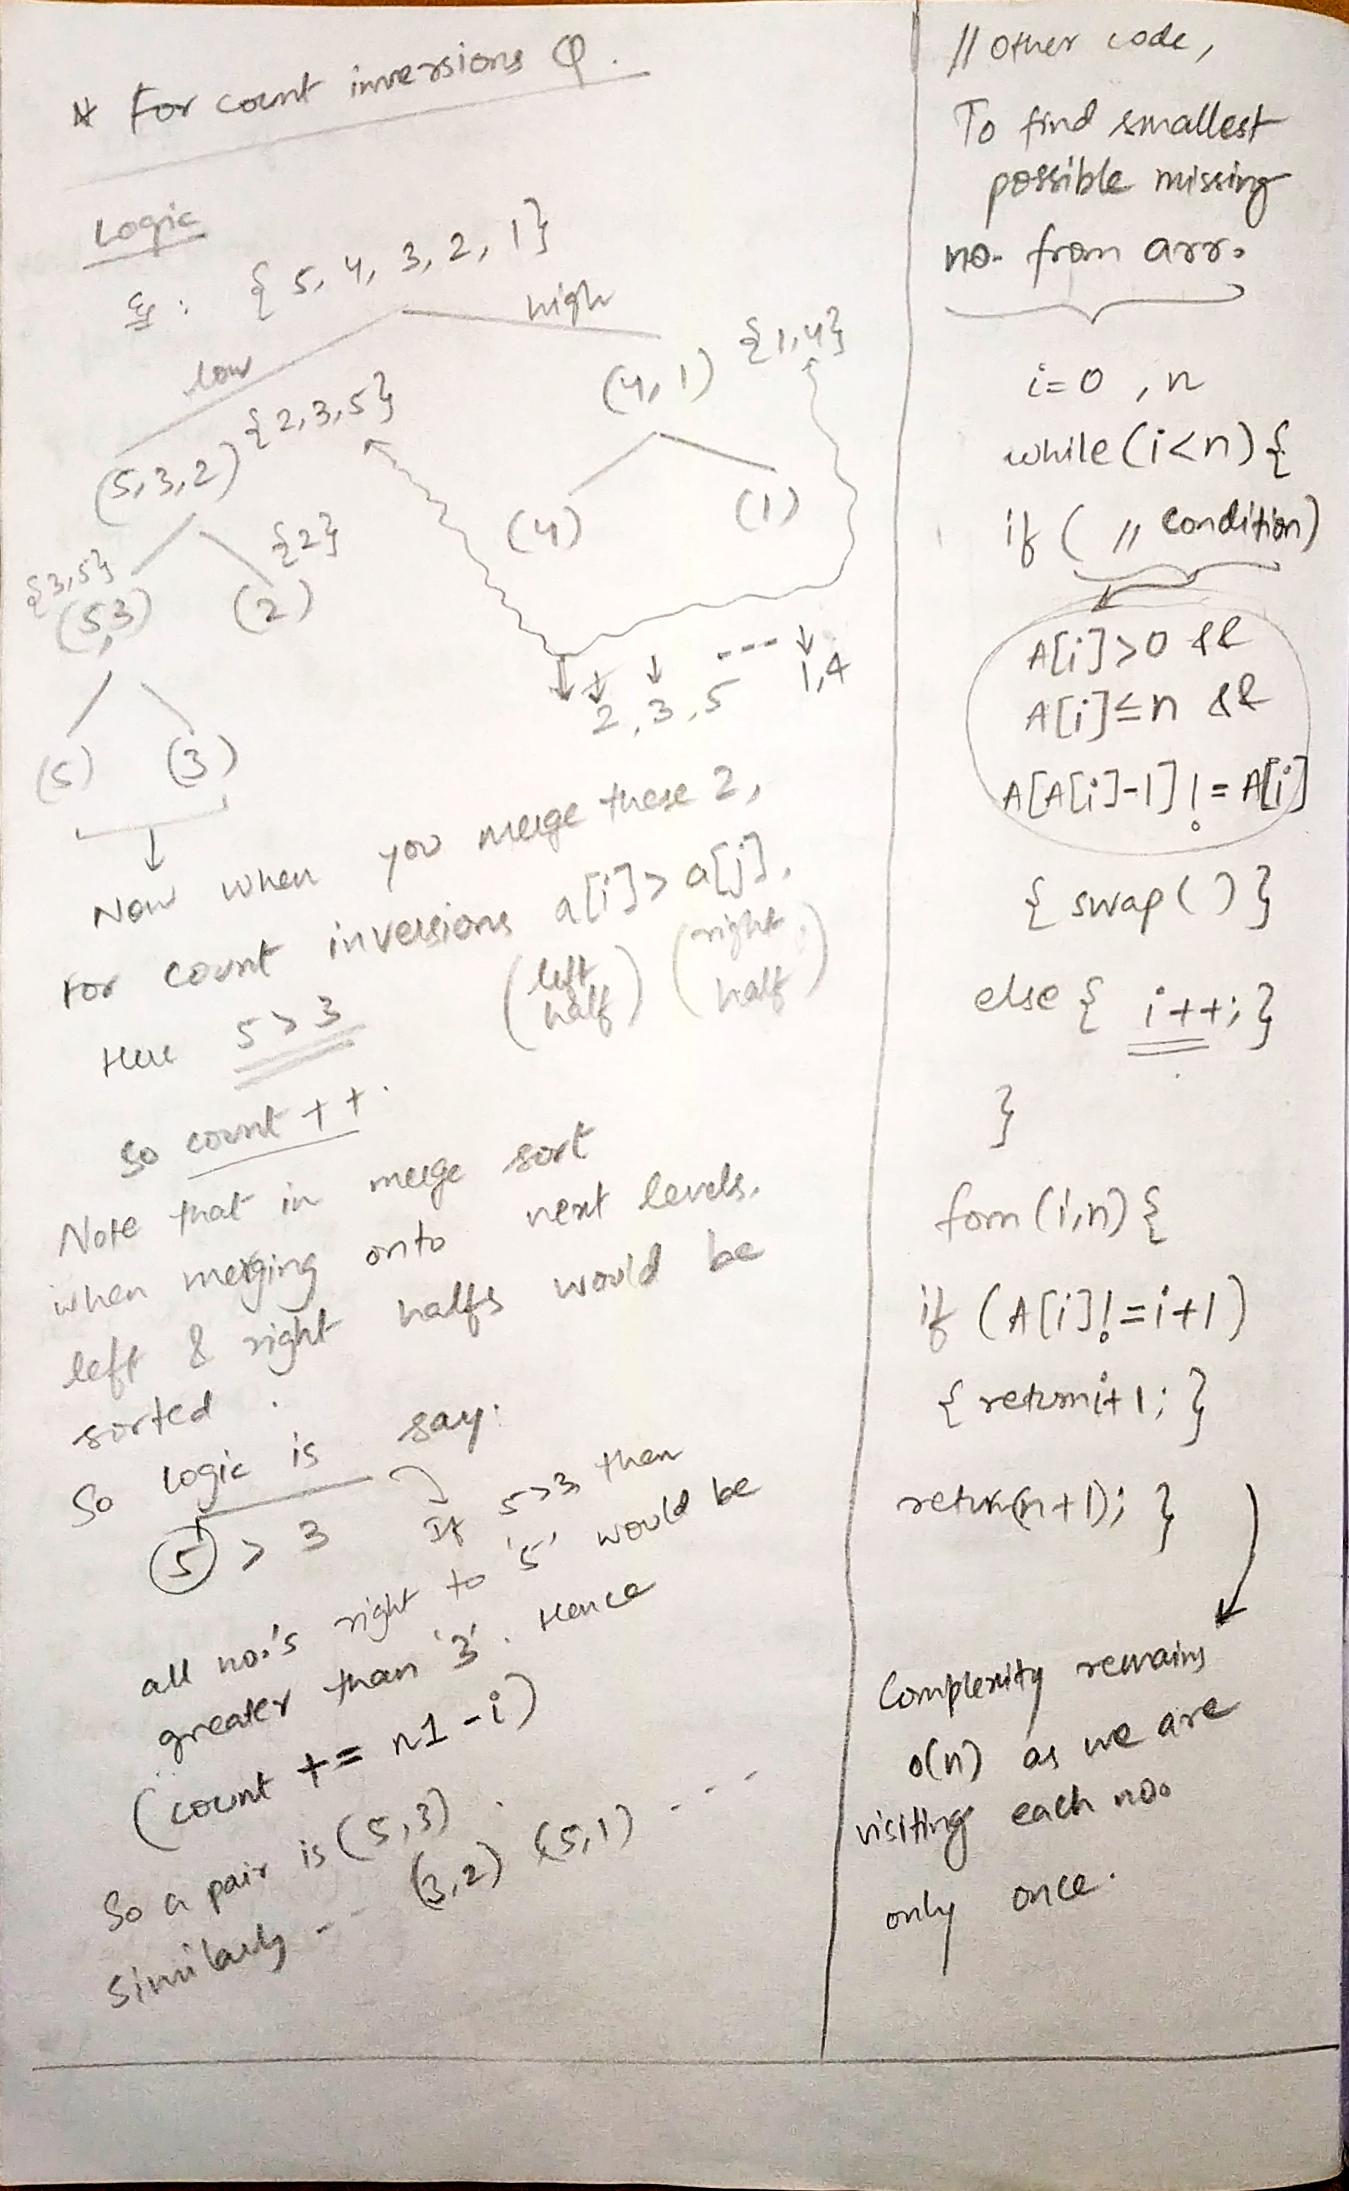 * For count inversions Q.
Logic
Eg : { 5, 4, 3, 2, 1}
low
high
(5,3,2) {2,3,5}
(4,1) {1,4}
{3,5}
(5,3)
{2}
(2)
(4)
(1)
(5)
(3)
2,3,5 ---- 1,4
Now when you merge these 2,
For count inversions a[i]> a[j].
(left half) (right half)
Here 5>3
So count ++.
Note that in merge sort
when merging onto next levels,
left & right halfs would be
sorted.
So logic is say:
5 > 3 If 5>3 then
all no.'s right to '5' would be
greater than '3'. Hence
(count += n1 -i)
So a pair is (5,3).
Similarly -- (3,2) (5,1) ---
// Other code,
To find smallest
possible missing
no. from arr.
i=0 , n
while (i<n) {
if ( // condition)
A[i]>0 &&
A[i]≤n &&
A[A[i]-1] != A[i]
{ swap( ) }
else { i++; }
}
forn (i,n) {
if (A[i] != i+1)
{ return i+1; }
return(n+1); }
Complexity remains
o(n) as we are
visiting each no.
only once.